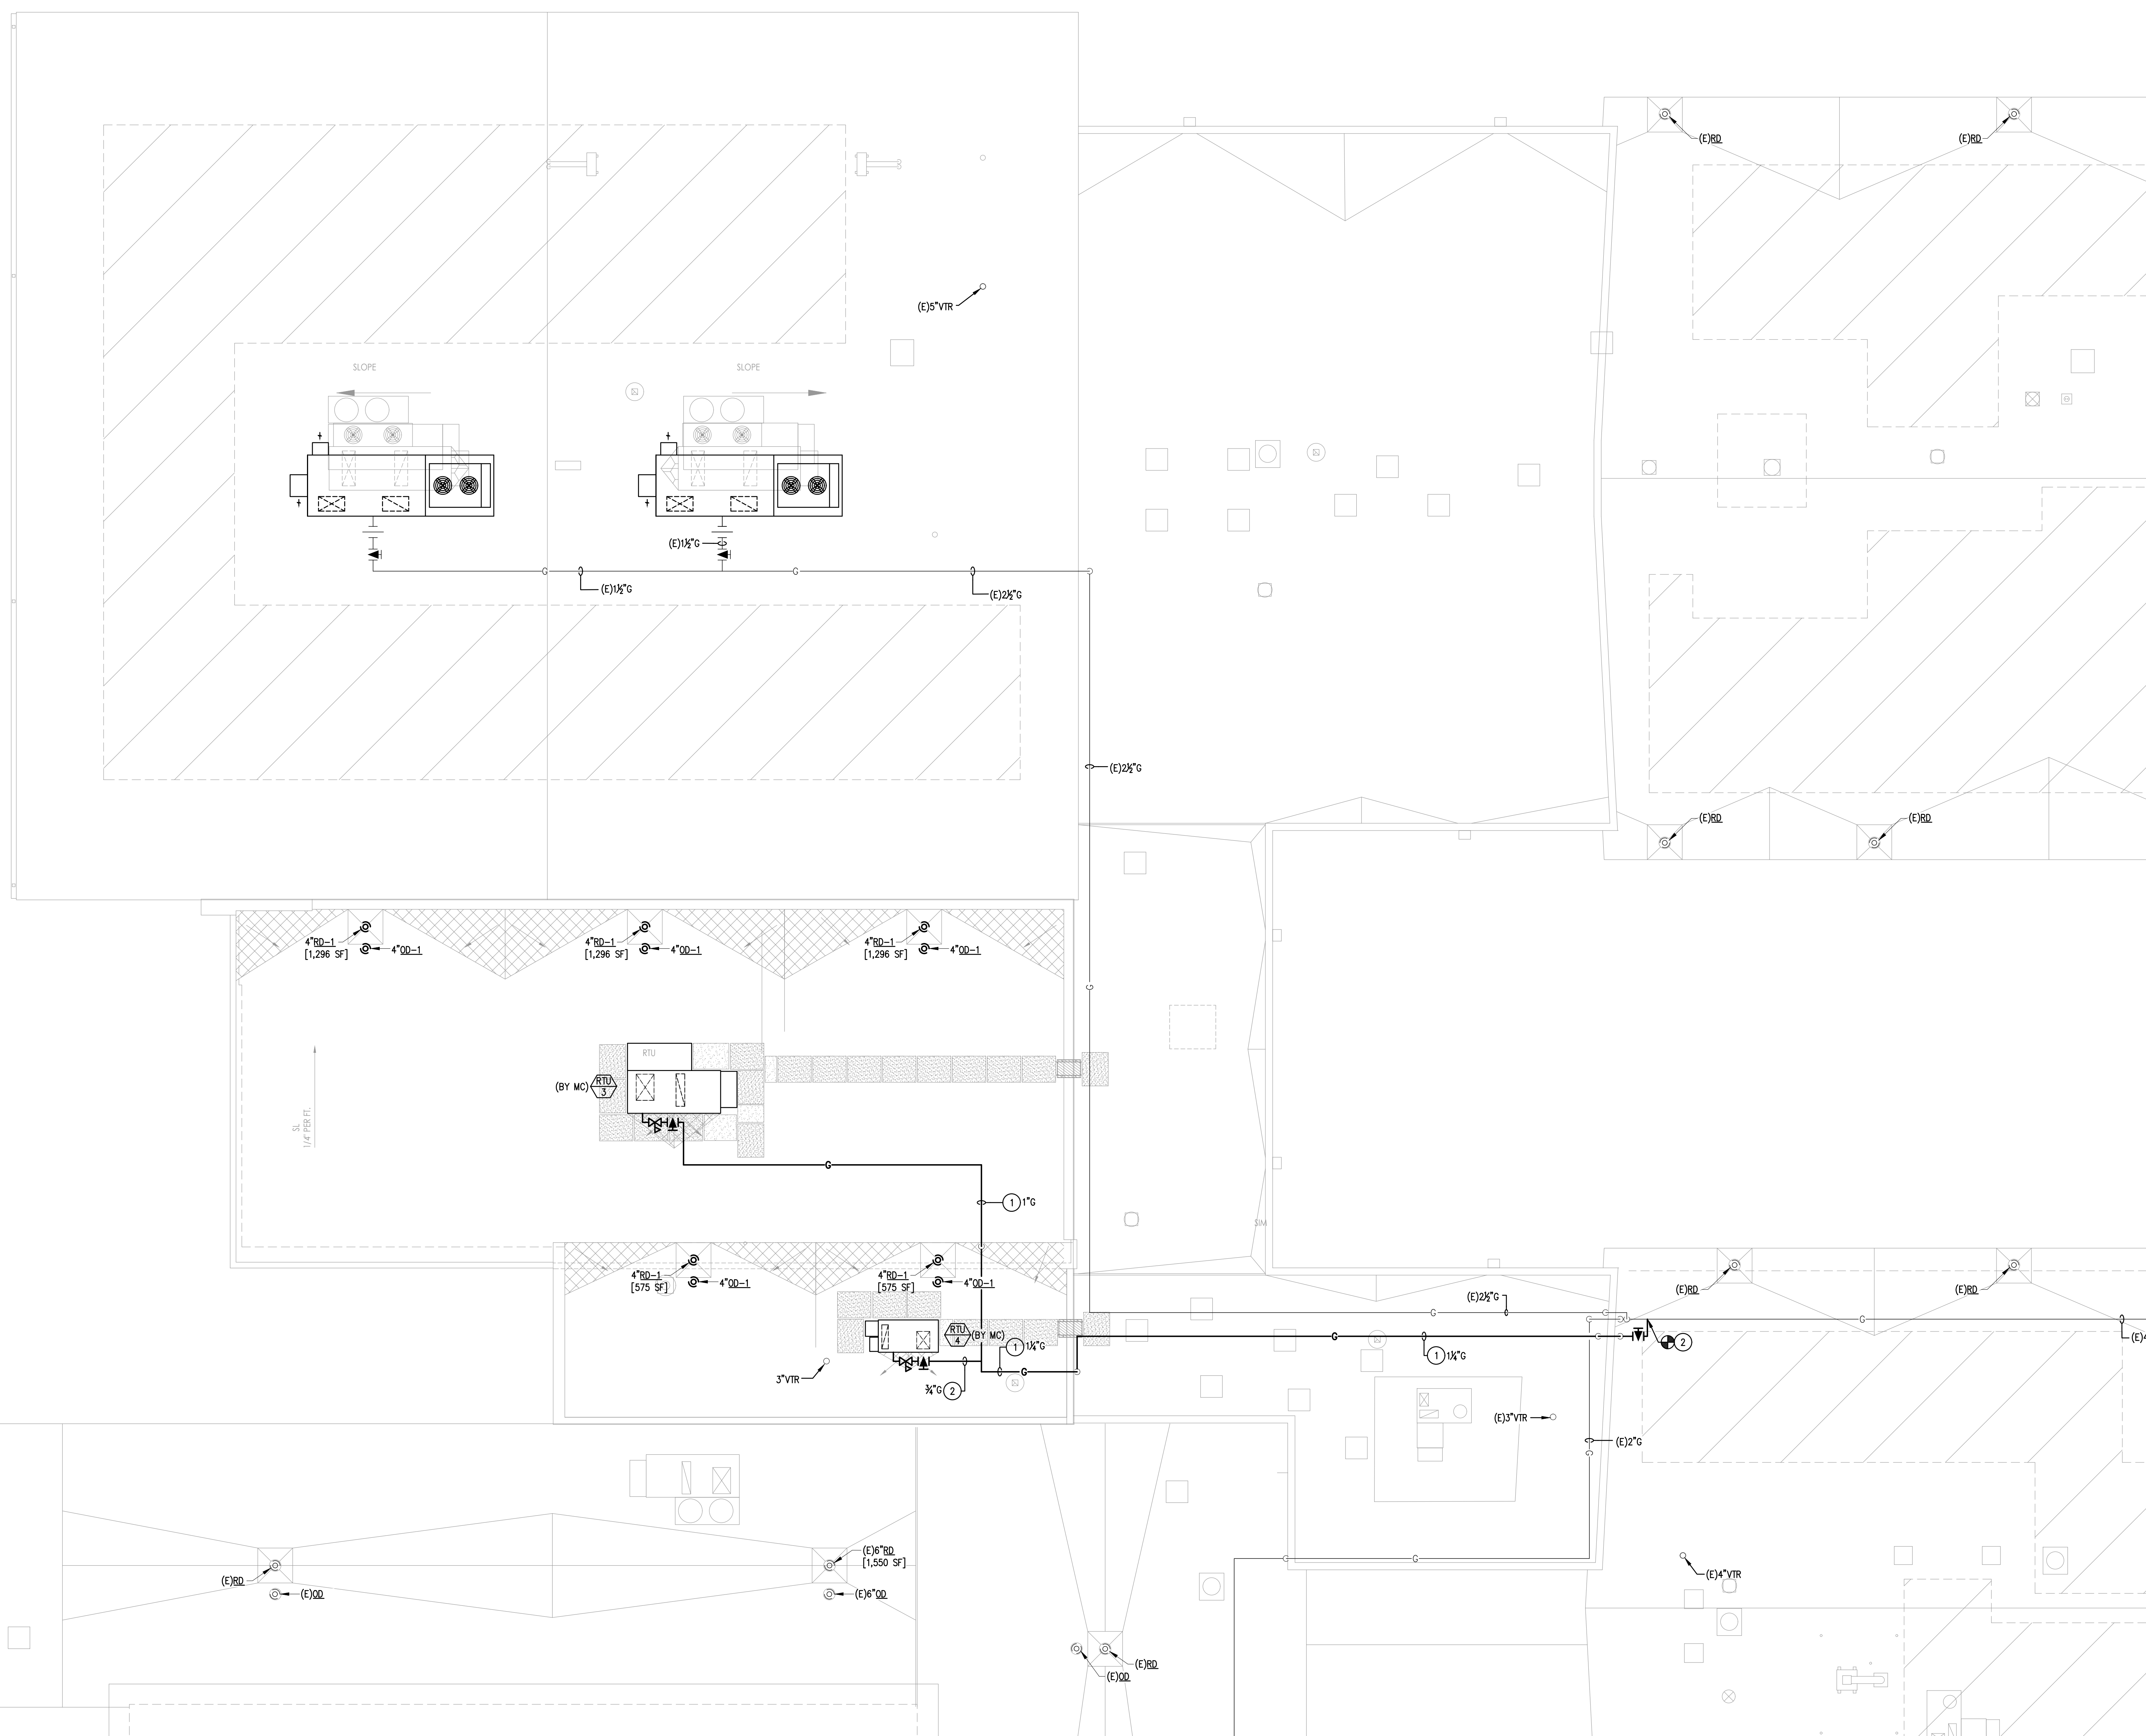 (E)RD
(E)RD
(E)5"VTR
SLOPE
SLOPE
(E)1½"G
G
G
(E)1½"G
(E)2½"G
(E)2½"G
(E)RD
(E)RD
4"RD-1
[1,296 SF]
4"OD-1
4"RD-1
[1,296 SF]
4"OD-1
4"RD-1
[1,296 SF]
4"OD-1
G
RTU
(BY MC)
RTU
3
SL
1/4" PER FT.
G
1
1"G
SIM
4"RD-1
[575 SF]
4"OD-1
4"RD-1
[575 SF]
4"OD-1
(E)RD
(E)RD
(E)2½"G
G
G
RTU
4
(BY MC)
1
1¼"G
G
2
(E)4
1
1¼"G
3"VTR
¾"G
2
G
(E)3"VTR
(E)2"G
G
G
(E)6"RD
[1,550 SF]
(E)RD
(E)OD
(E)6"OD
(E)4"VTR
(E)RD
(E)OD